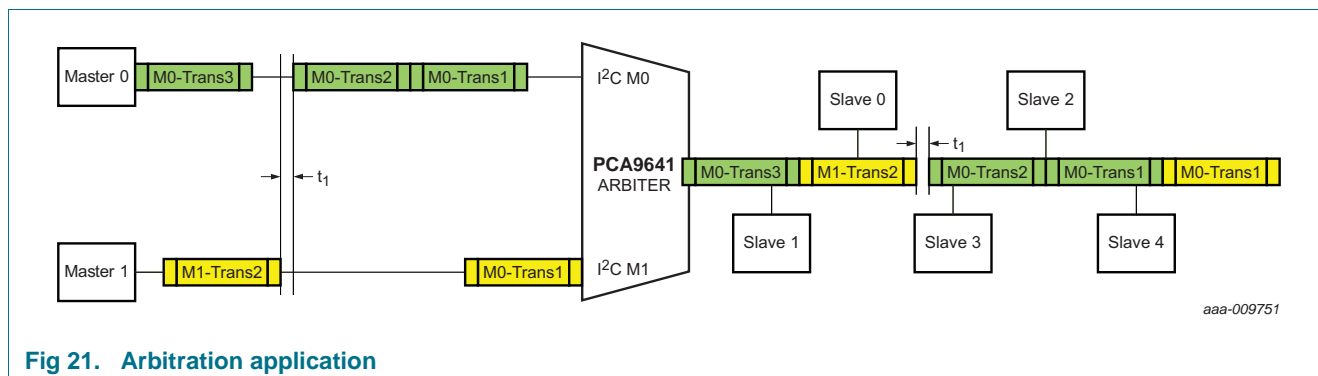 Master 0
M0-Trans3
M0-Trans2
M0-Trans1
t1
Master 1
M1-Trans2
M0-Trans1
I2C M0
PCA9641
ARBITER
I2C M1
Slave 0
Slave 2
t1
M0-Trans3
M1-Trans2
M0-Trans2
M0-Trans1
M0-Trans1
Slave 1
Slave 3
Slave 4
aaa-009751
Fig 21. Arbitration application